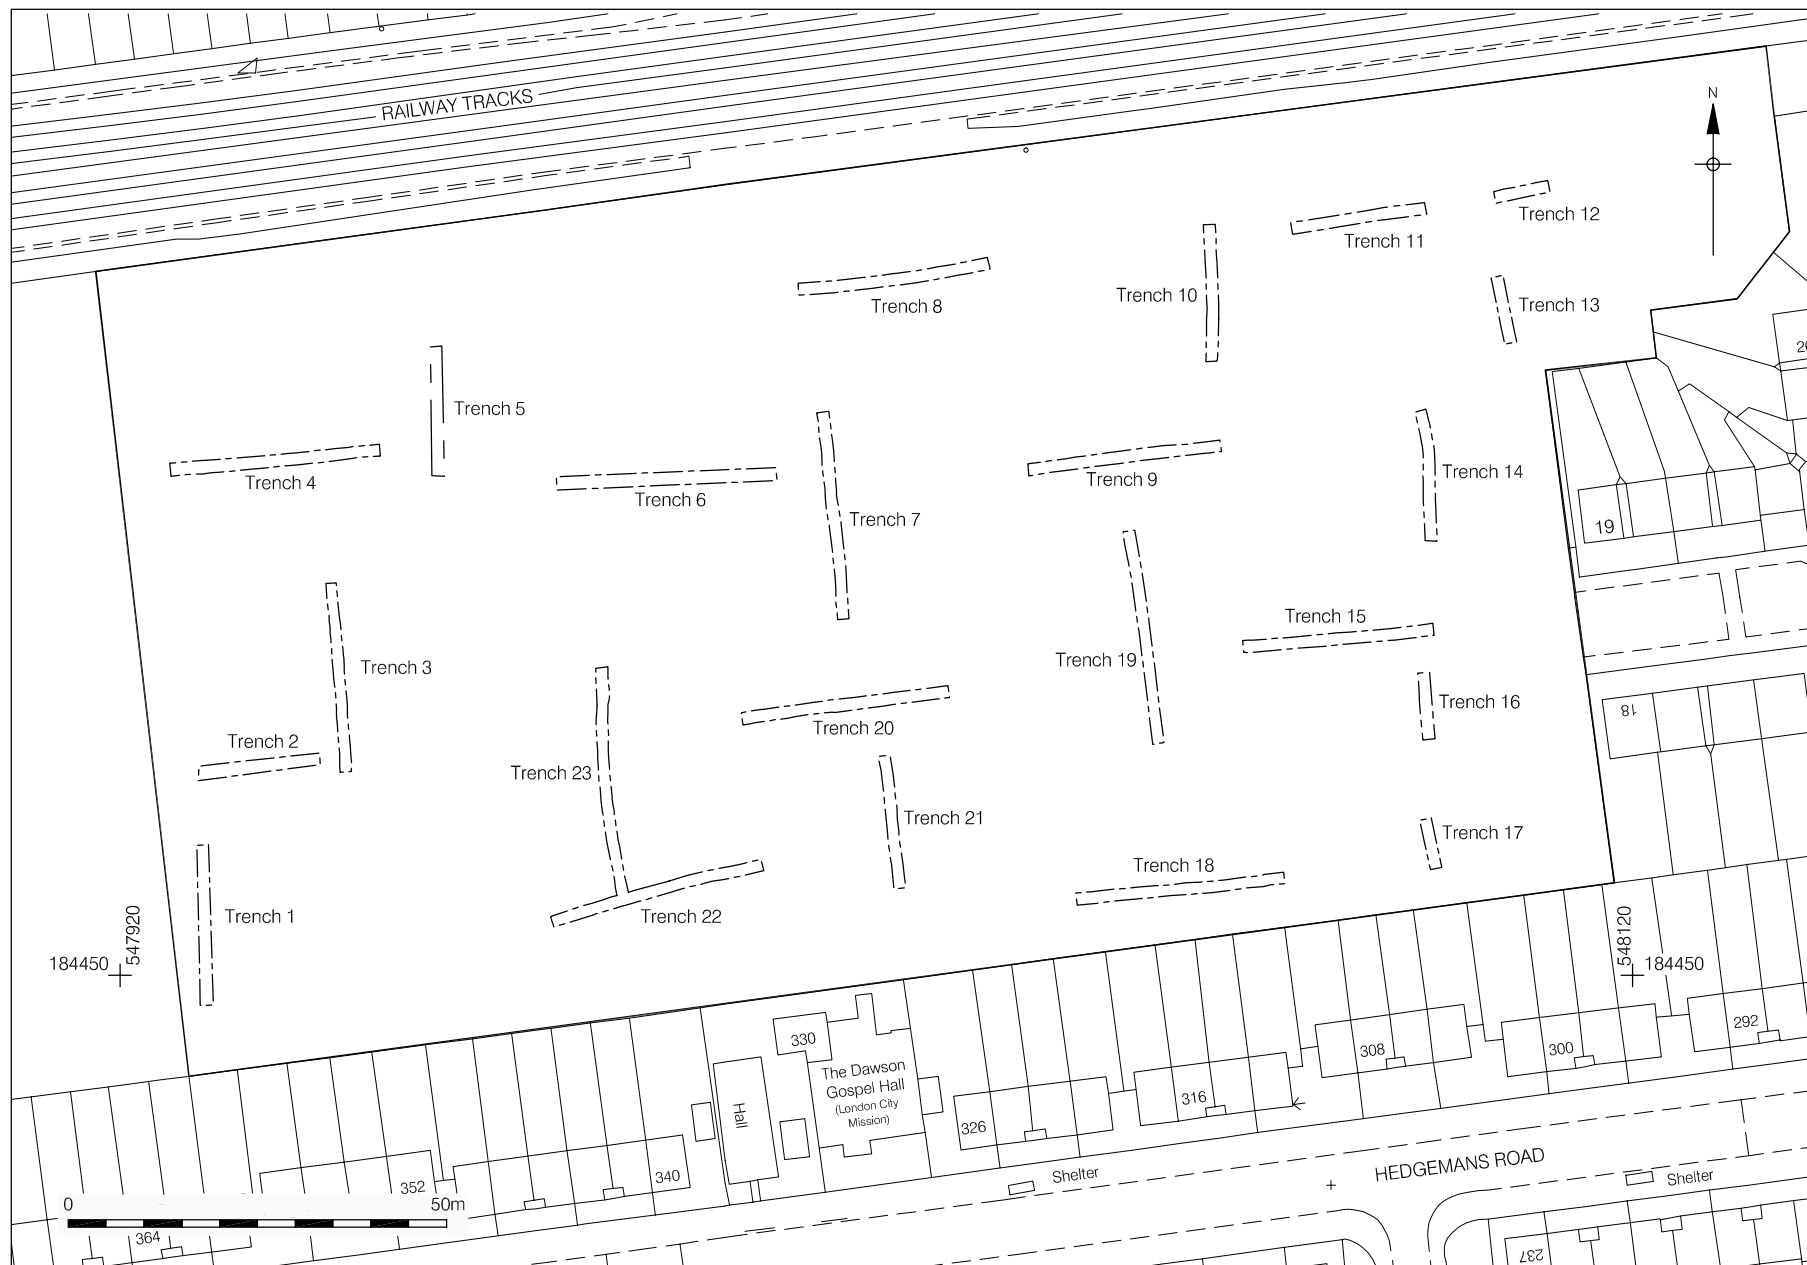 RAILWAY TRACKS
N
Trench 12
Trench 11
Trench 10
Trench 8
Trench 13
Trench 5
Trench 4
Trench 6
Trench 7
Trench 9
Trench 14
19
Trench 15
Trench 3
Trench 19
Trench 16
18
Trench 2
Trench 20
Trench 23
Trench 21
Trench 17
Trench 18
Trench 1
Trench 22
547920
184450
548120
184450
330
The Dawson
Gospel Hall
(London City
Mission)
Hall
326
316
308
300
292
352
340
364
Shelter
HEDGEMANS ROAD
Shelter
237
0
50m